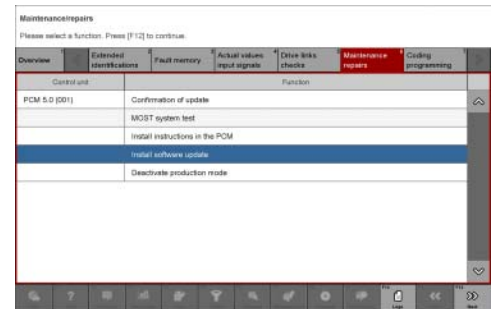 Maintenance/repairs
Please select a function. Press [F12] to continue.
Overview
Extended identifications
Fault memory
Actual values input signals
Drive links checks
Maintenance repairs
Coding programming
Control unit
Function
PCM 5.0 (001)
Confirmation of update
MOST system test
Install instructions in the PCM
Install software update
Deactivate production mode